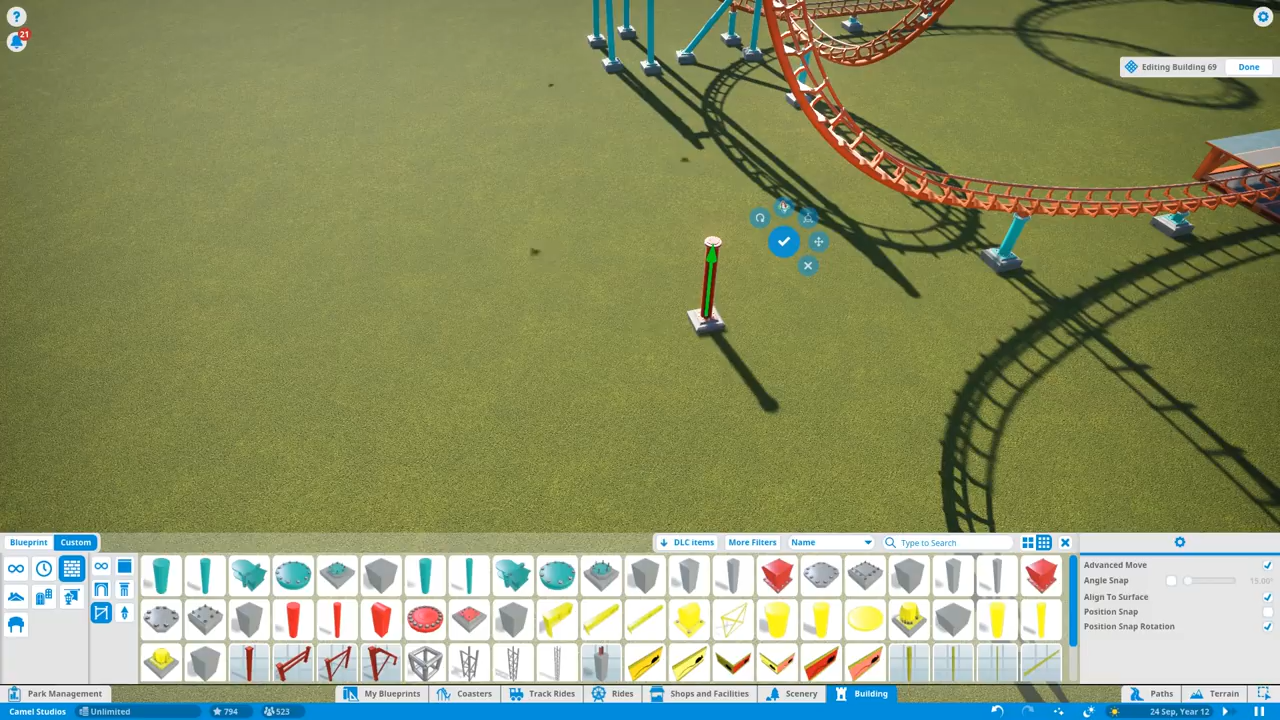 ?
21
Editing Building 69 Done
Blueprint Custom DLC items More Filters Name Type to Search
Advanced Move
Angle Snap 15.00°
Align To Surface
Position Snap
Position Snap Rotation
Park Management My Blueprints Coasters Track Rides Rides Shops and Facilities Scenery Building Paths Terrain
Camel Studios Unlimited 794 523 24 Sep, Year 12